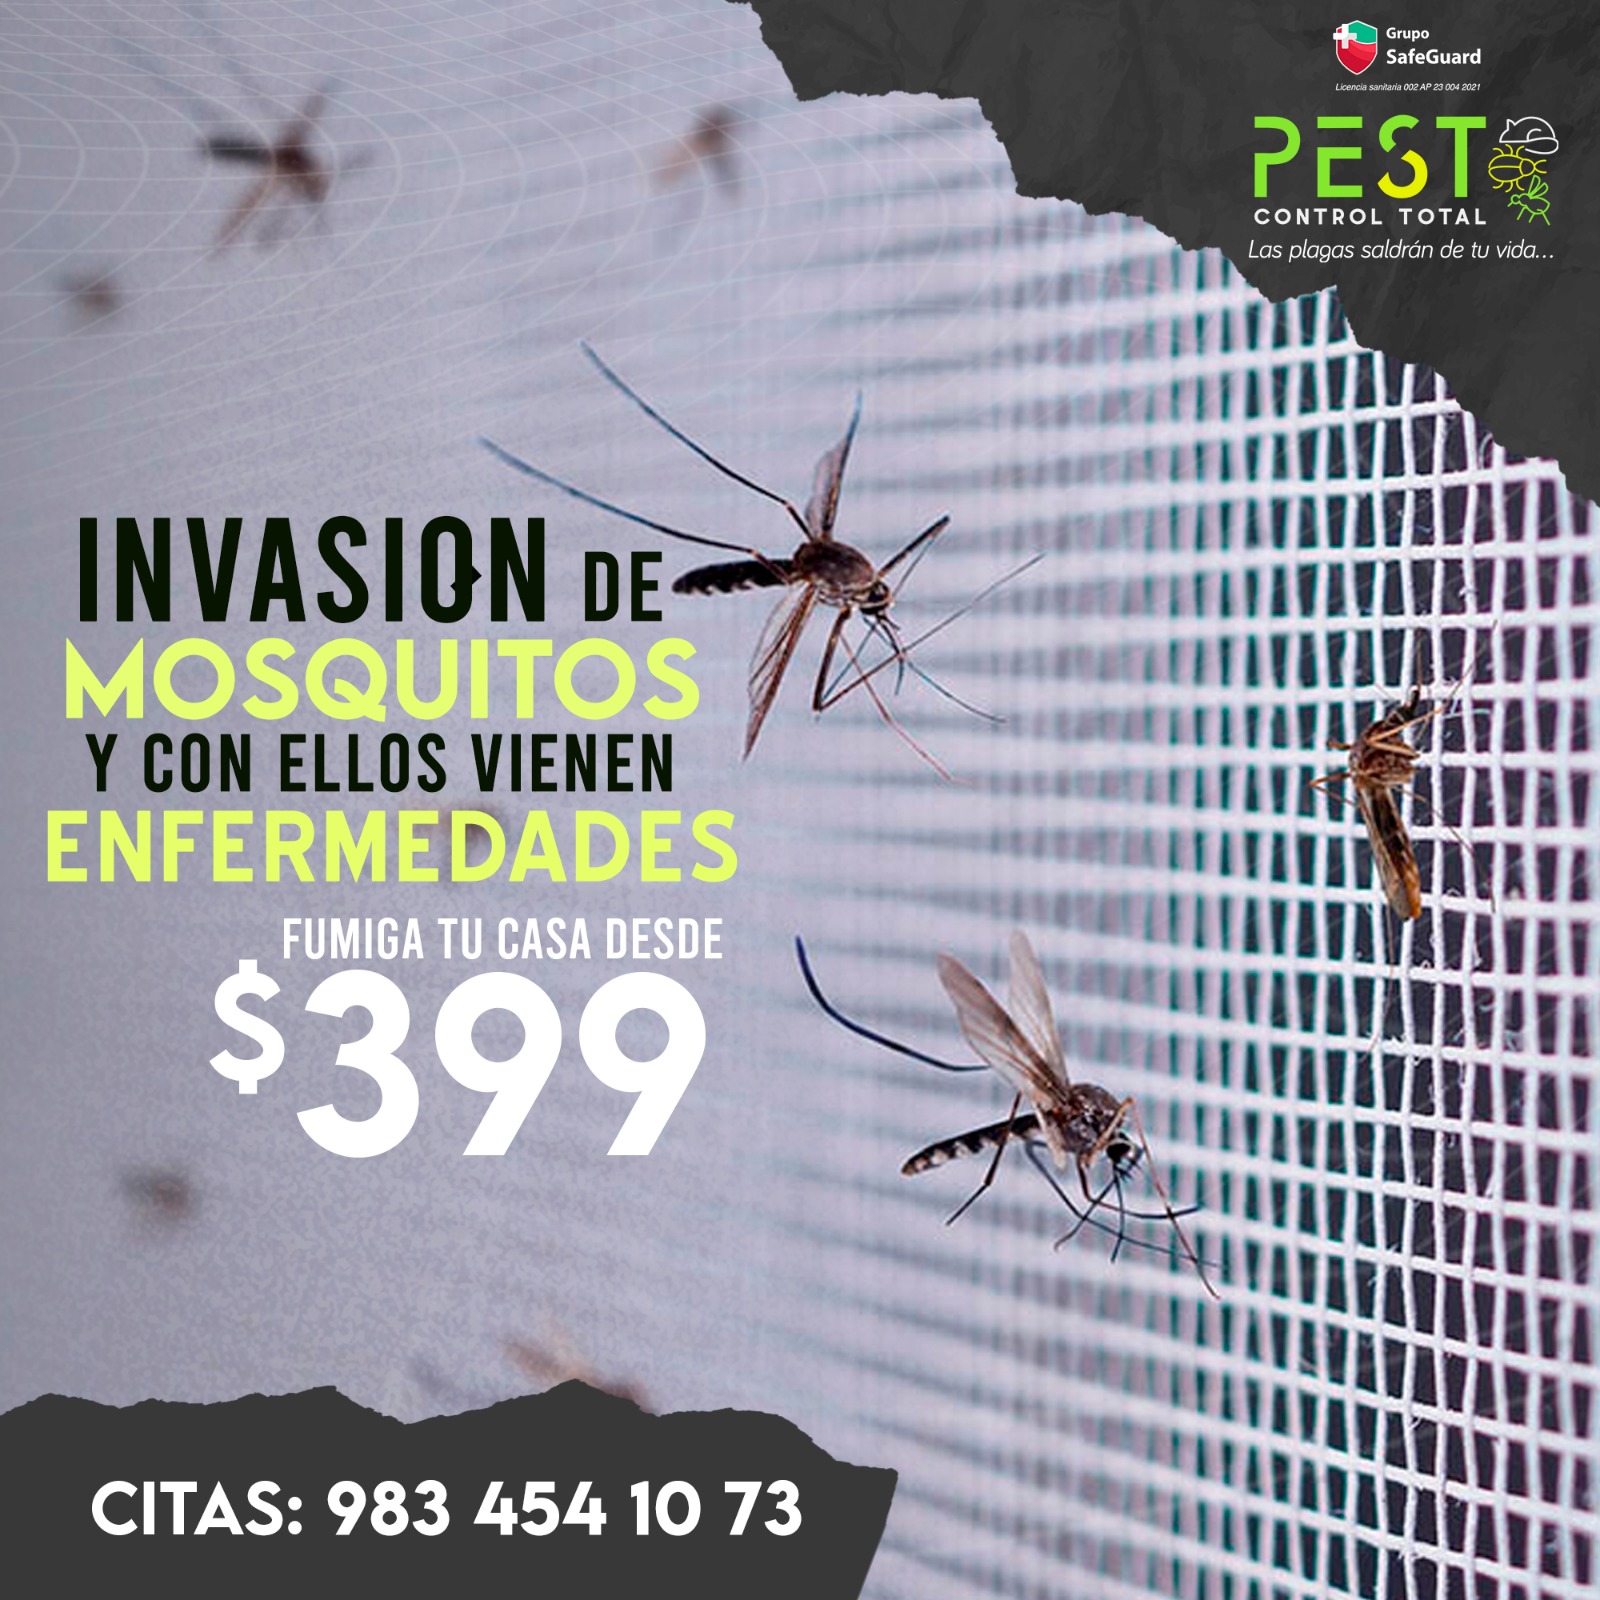 Grupo
SafeGuard
Licencia sanitaria 002 AP 23 004 2021
PEST
CONTROL TOTAL
Las plagas saldrán de tu vida...
INVASION DE
MOSQUITOS
Y CON ELLOS VIENEN
ENFERMEDADES
FUMIGA TU CASA DESDE
$399
CITAS: 983 454 10 73